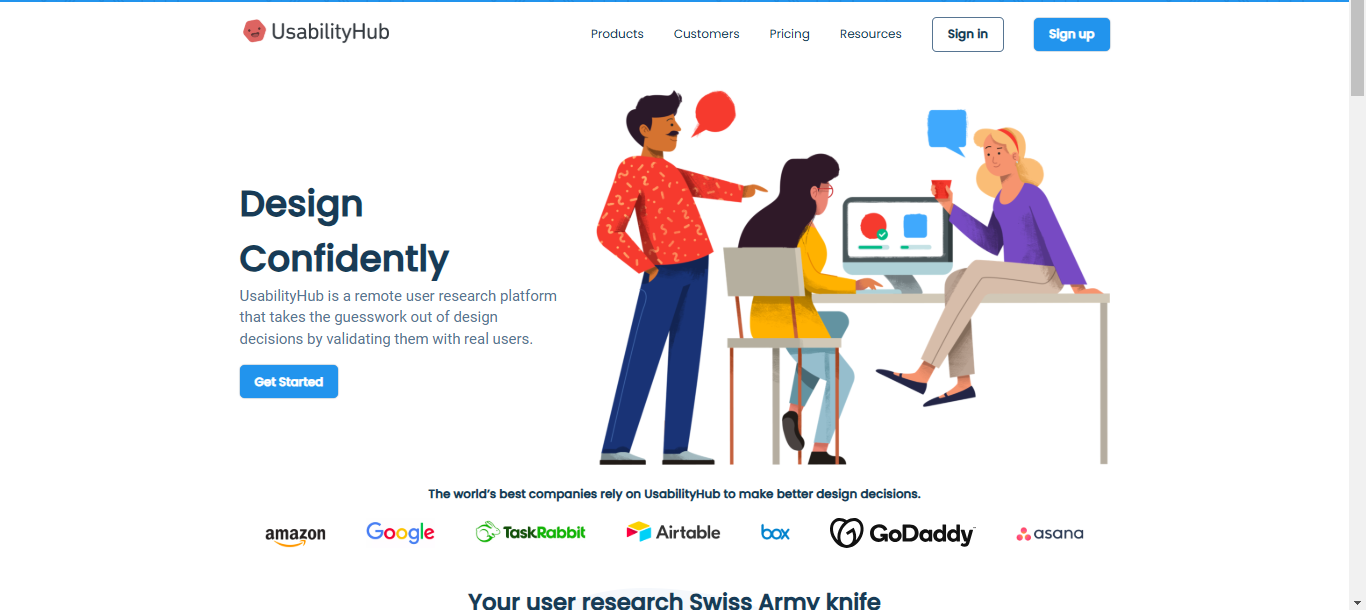 UsabilityHub
Products Customers Pricing Resources Sign in Sign up
Design
Confidently
UsabilityHub is a remote user research platform
that takes the guesswork out of design
decisions by validating them with real users.
Get Started
The world's best companies rely on UsabilityHub to make better design decisions.
amazon Google TaskRabbit Airtable box GoDaddy asana
Your user research Swiss Army knife